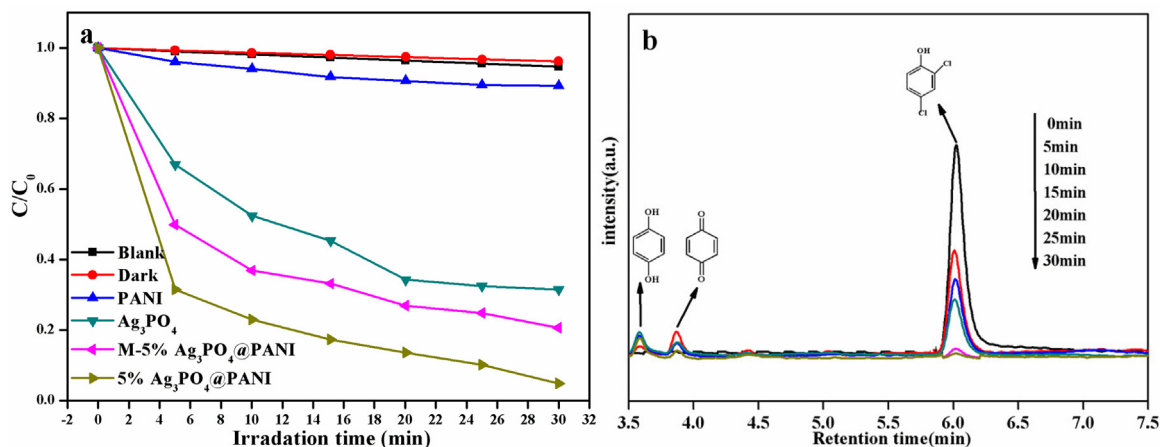 a
1.0
0.8
0.6
0.4
0.2
0.0
C/C0
Blank
Dark
PANI
Ag3PO4
M-5% Ag3PO4@PANI
5% Ag3PO4@PANI
-2 0 2 4 6 8 10 12 14 16 18 20 22 24 26 28 30 32
Irradation time (min)
b
OH
Cl
Cl
0min
5min
10min
15min
20min
25min
30min
OH
OH
O
O
intensity(a.u.)
3.5 4.0 4.5 5.0 5.5 6.0 6.5 7.0 7.5
Retention time(min)